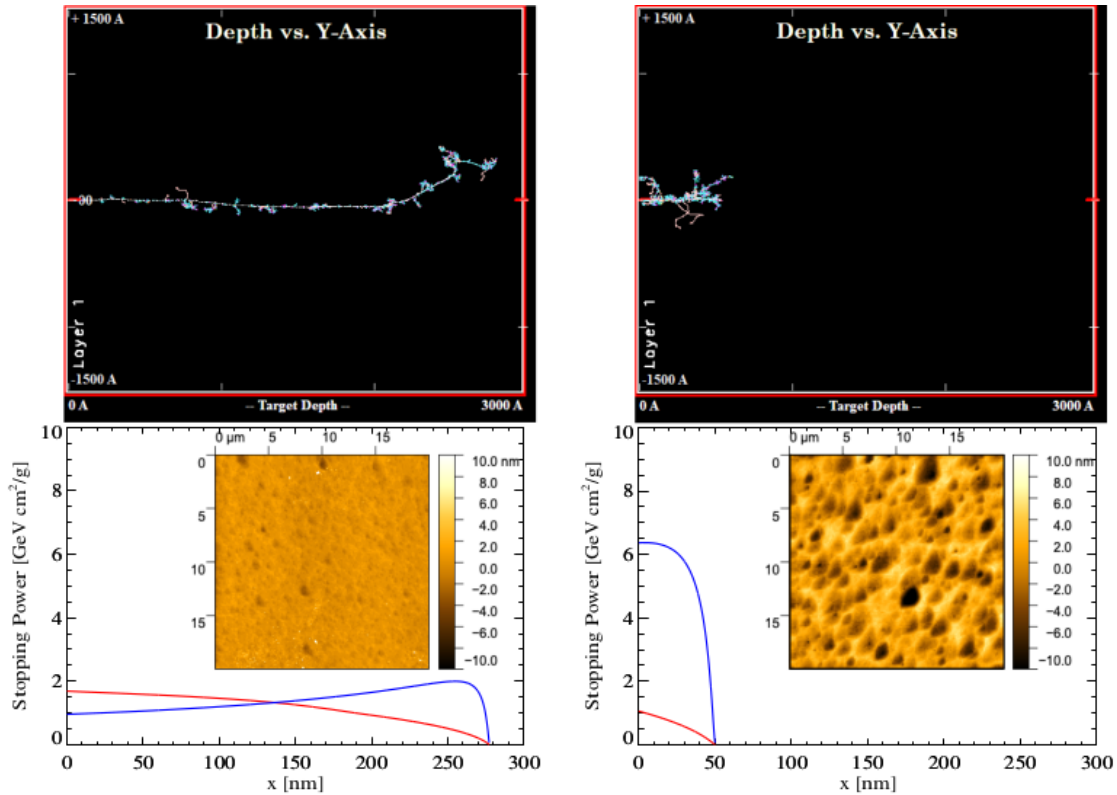 + 1500 A
Depth vs. Y-Axis
00
Layer 1
-1500 A
0 A
-- Target Depth --
3000 A
+ 1500 A
Depth vs. Y-Axis
Layer 1
-1500 A
0 A
-- Target Depth --
3000 A
10
8
6
4
2
0
Stopping Power [GeV cm²/g]
0 50 100 150 200 250 300
x [nm]
0 µm 5 10 15
0
5
10
15
10.0 nm
8.0
6.0
4.0
2.0
0.0
−2.0
−4.0
−6.0
−10.0
10
8
6
4
2
0
Stopping Power [GeV cm²/g]
0 50 100 150 200 250 300
x [nm]
0 µm 5 10 15
0
5
10
15
10.0 nm
8.0
6.0
4.0
2.0
0.0
−2.0
−4.0
−6.0
−10.0